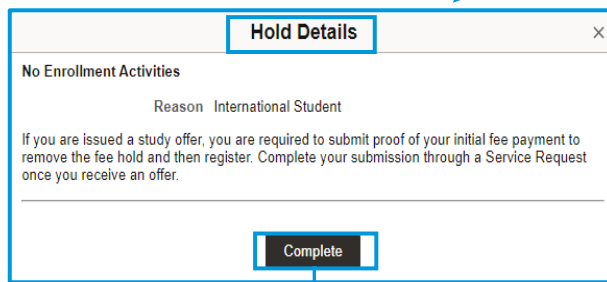 Hold Details
×
No Enrollment Activities
Reason International Student
If you are issued a study offer, you are required to submit proof of your initial fee payment to
remove the fee hold and then register. Complete your submission through a Service Request
once you receive an offer.
Complete